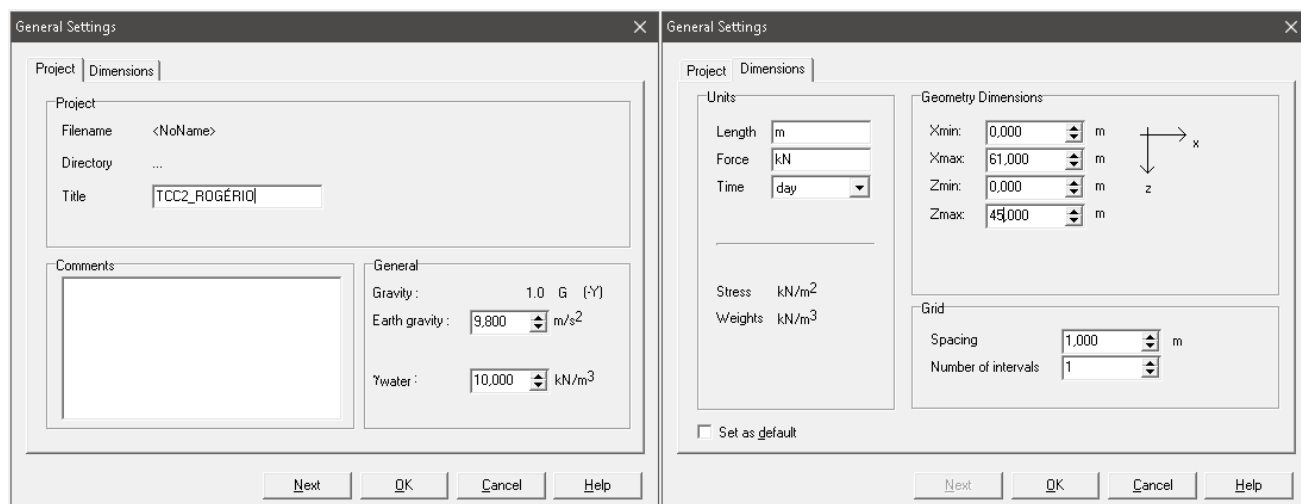 General Settings
Project Dimensions
Project
Filename <NoName>
Directory ...
Title TCC2_ROGÉRIO
Comments
General
Gravity : 1.0 G (-Y)
Earth gravity : 9,800 m/s2
γwater : 10,000 kN/m3
Next OK Cancel Help
General Settings
Project Dimensions
Units
Length m
Force kN
Time day
Stress kN/m2
Weights kN/m3
Geometry Dimensions
Xmin: 0,000 m
Xmax: 61,000 m
Zmin: 0,000 m
Zmax: 45,000 m
x
z
Grid
Spacing 1,000 m
Number of intervals 1
Set as default
Next OK Cancel Help